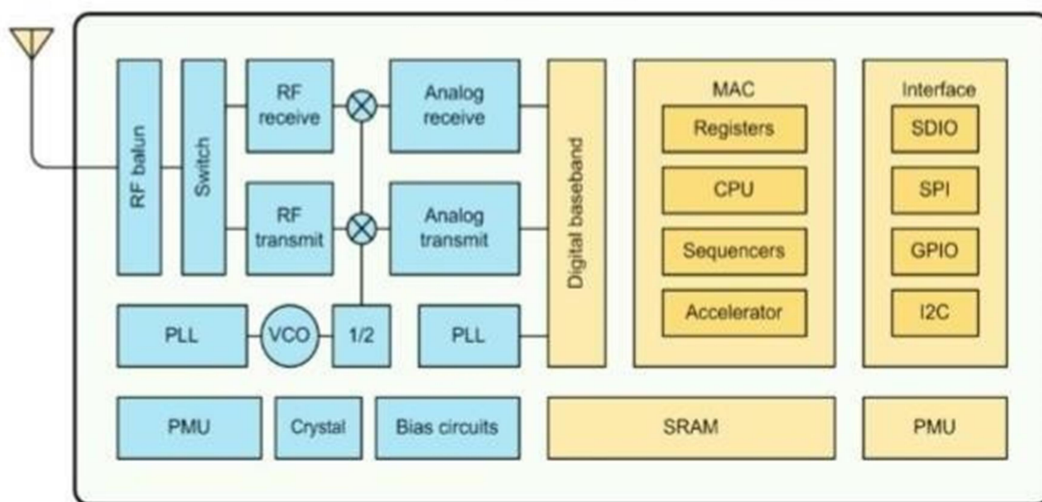 RF balun
Switch
RF
receive
Analog
receive
RF
transmit
Analog
transmit
PLL
VCO
1/2
PLL
Digital baseband
MAC
Registers
CPU
Sequencers
Accelerator
Interface
SDIO
SPI
GPIO
I2C
PMU
Crystal
Bias circuits
SRAM
PMU